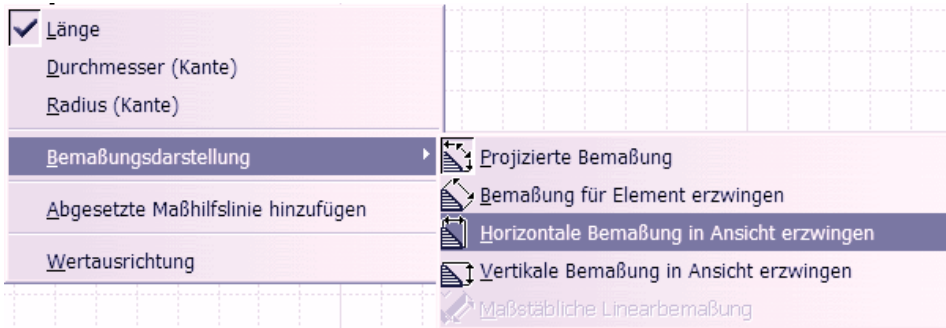 Länge
Durchmesser (Kante)
Radius (Kante)
Bemaßungsdarstellung
Abgesetzte Maßhilfslinie hinzufügen
Wertausrichtung
Projizierte Bemaßung
Bemaßung für Element erzwingen
Horizontale Bemaßung in Ansicht erzwingen
Vertikale Bemaßung in Ansicht erzwingen
Maßstäbliche Linearbemaßung